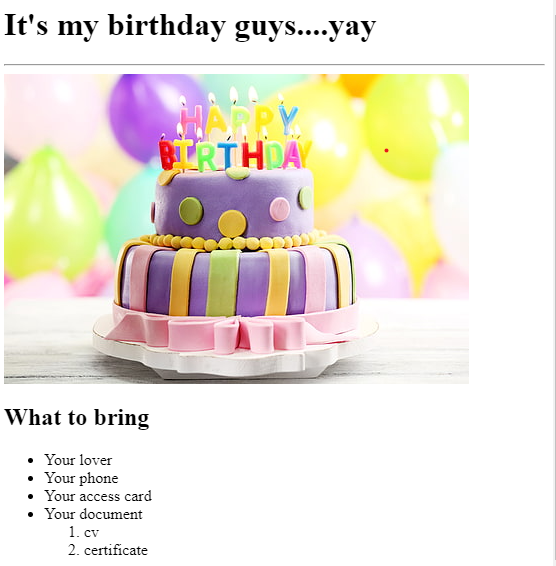 It's my birthday guys....yay
HAPPY
BIRTHDAY
What to bring
Your lover
Your phone
Your access card
Your document
1. cv
2. certificate